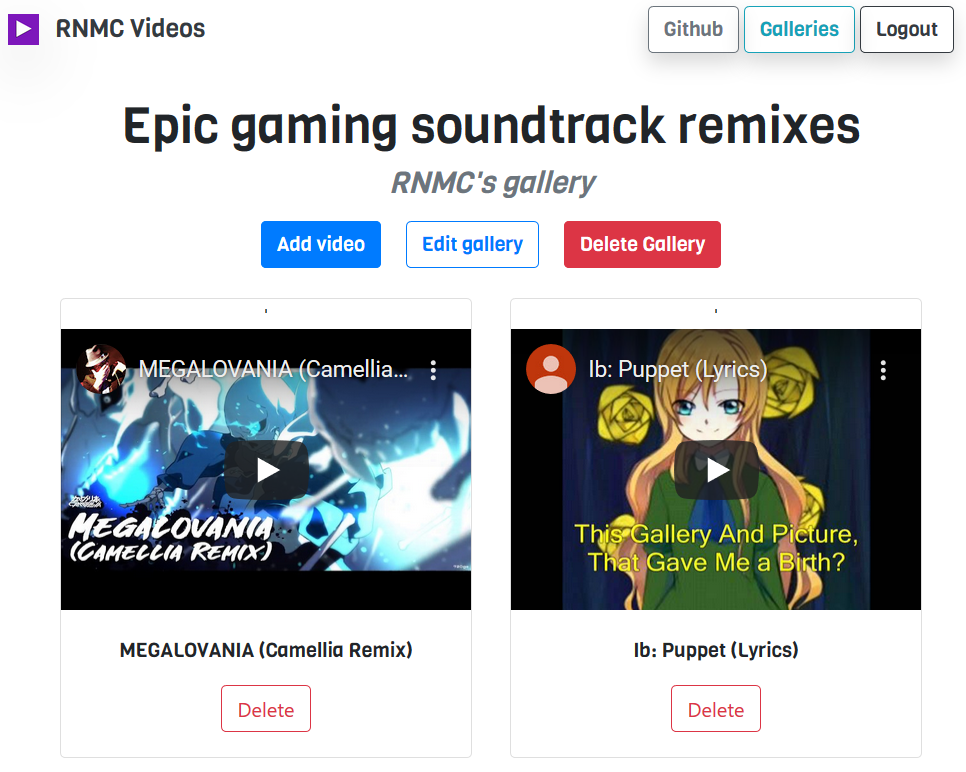 RNMC Videos
Github
Galleries
Logout
Epic gaming soundtrack remixes
RNMC's gallery
Add video
Edit gallery
Delete Gallery
MEGALOVANIA (Camellia...
MEGALOVANIA
(CAMELLIA REMIX)
MEGALOVANIA (Camellia Remix)
Delete
Ib: Puppet (Lyrics)
This Gallery And Picture,
That Gave Me a Birth?
Ib: Puppet (Lyrics)
Delete